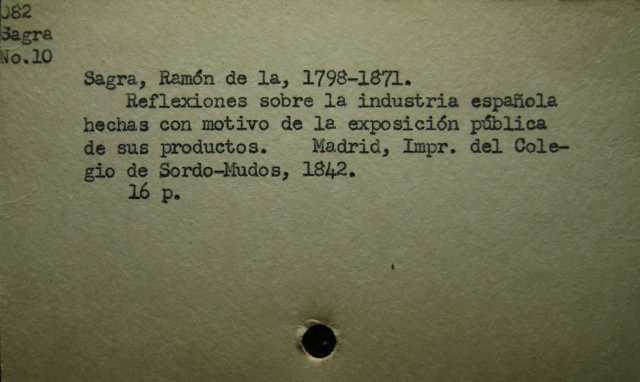 082
Sagra
No.10
Sagra, Ramón de la, 1798-1871.
Reflexiones sobre la industria española
hechas con motivo de la exposición pública
de sus productos. Madrid, Impr. del Cole-
gio de Sordo-Mudos, 1842.
16 p.